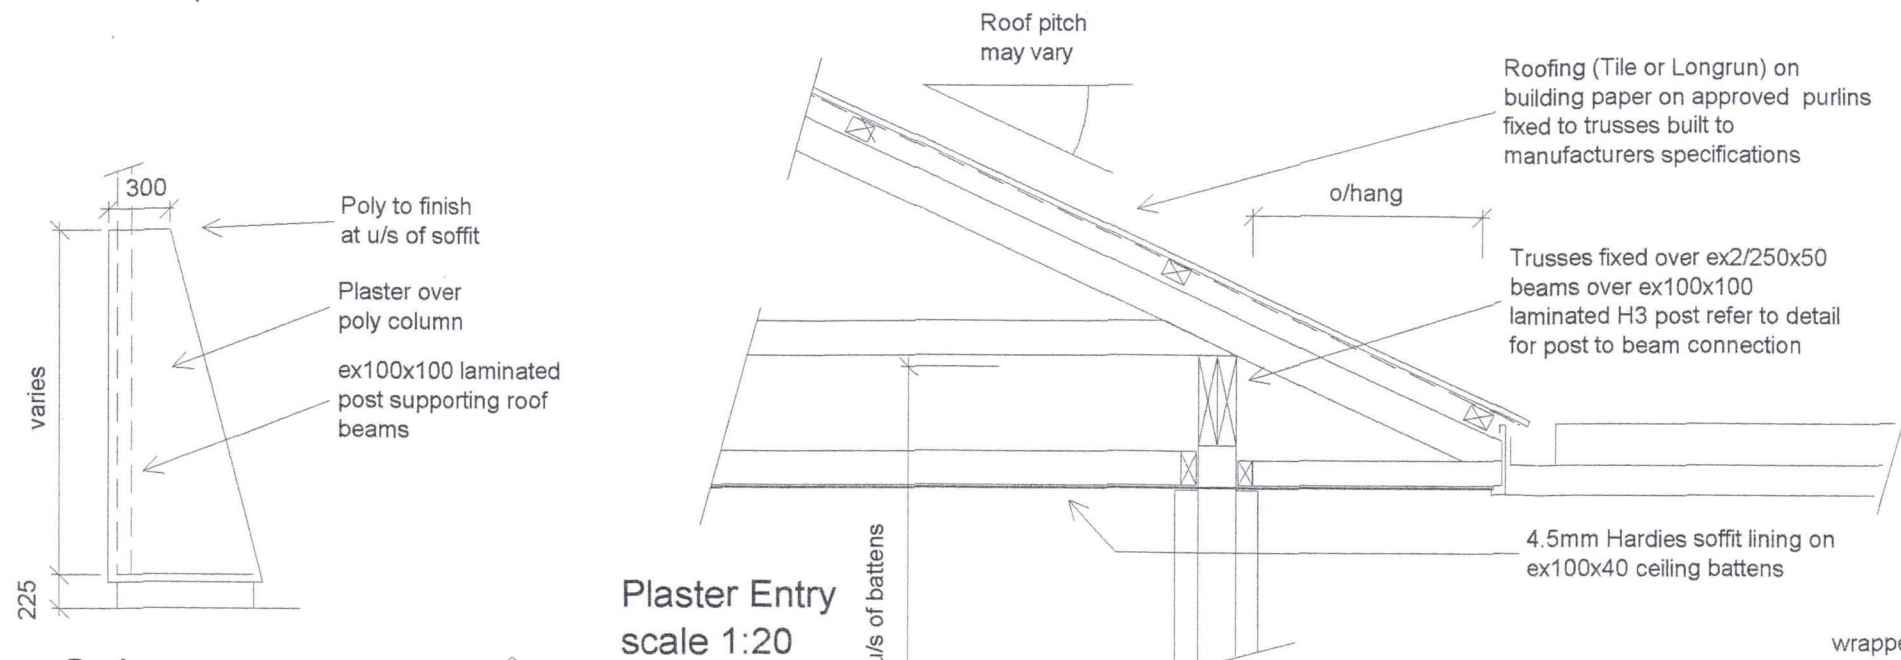 Roof pitch
may vary
Roofing (Tile or Longrun) on
building paper on approved purlins
fixed to trusses built to
manufacturers specifications
300
Poly to finish
at u/s of soffit
o/hang
Plaster over
poly column
Trusses fixed over ex2/250x50
beams over ex100x100
laminated H3 post refer to detail
for post to beam connection
ex100x100 laminated
post supporting roof
beams
varies
225
4.5mm Hardies soffit lining on
ex100x40 ceiling battens
Plaster Entry
scale 1:20
u/s of battens
wrappe